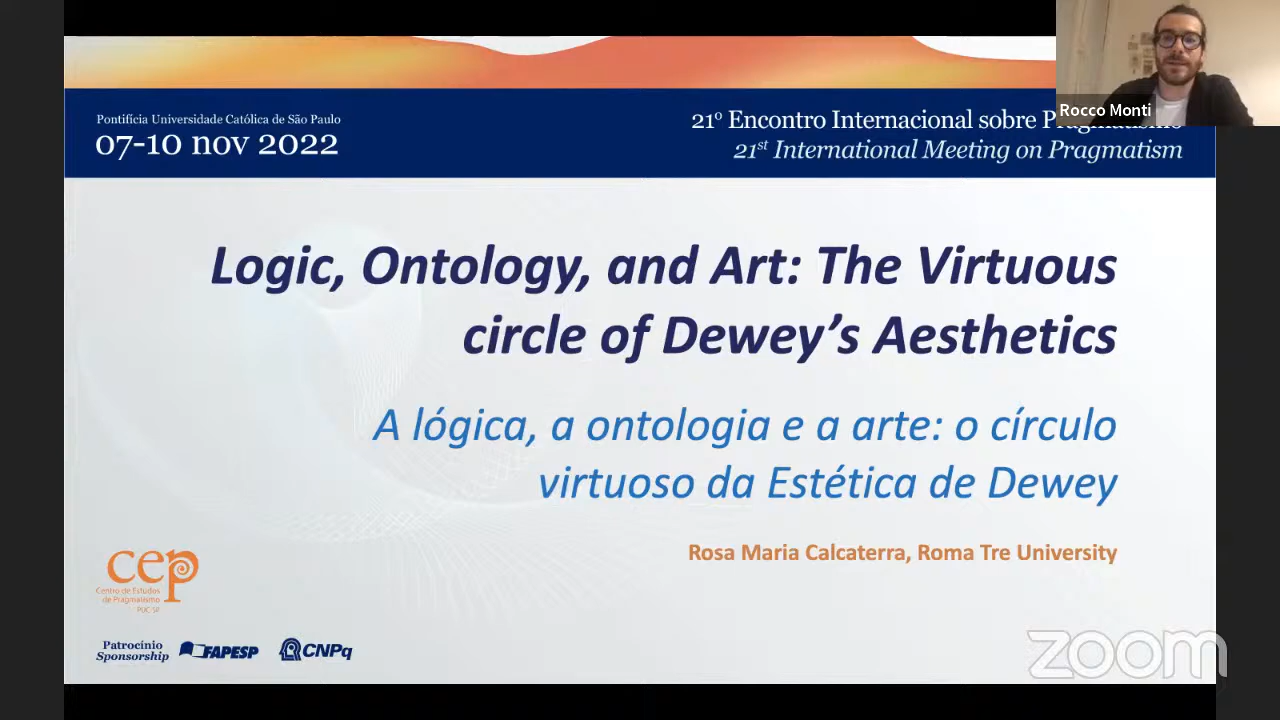 Pontifícia Universidade Católica de São Paulo
07-10 nov 2022
21º Encontro Internacional sobre Pragmatismo
21st International Meeting on Pragmatism
Rocco Monti
Logic, Ontology, and Art: The Virtuous
circle of Dewey’s Aesthetics
A lógica, a ontologia e a arte: o círculo
virtuoso da Estética de Dewey
Rosa Maria Calcaterra, Roma Tre University
cep
Centro de Estudos
de Pragmatismo
PUC-SP
Patrocínio
Sponsorship
FAPESP
CNPq
zoom